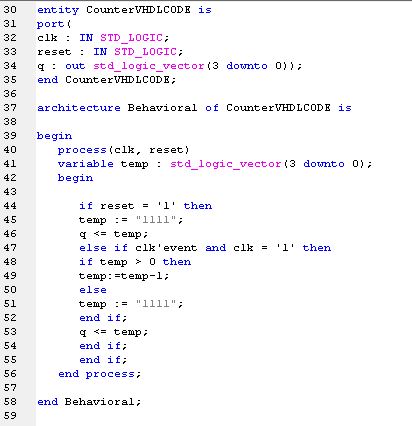 30 entity CounterVHDLCODE is
31 port(
32 clk : IN STD_LOGIC;
33 reset : IN STD_LOGIC;
34 q : out std_logic_vector(3 downto 0));
35 end CounterVHDLCODE;
36
37 architecture Behavioral of CounterVHDLCODE is
38
39 begin
40 process(clk, reset)
41 variable temp : std_logic_vector(3 downto 0);
42 begin
43
44 if reset = '1' then
45 temp := "1111";
46 q <= temp;
47 else if clk'event and clk = '1' then
48 if temp > 0 then
49 temp:=temp-1;
50 else
51 temp := "1111";
52 end if;
53 q <= temp;
54 end if;
55 end if;
56 end process;
57
58 end Behavioral;
59